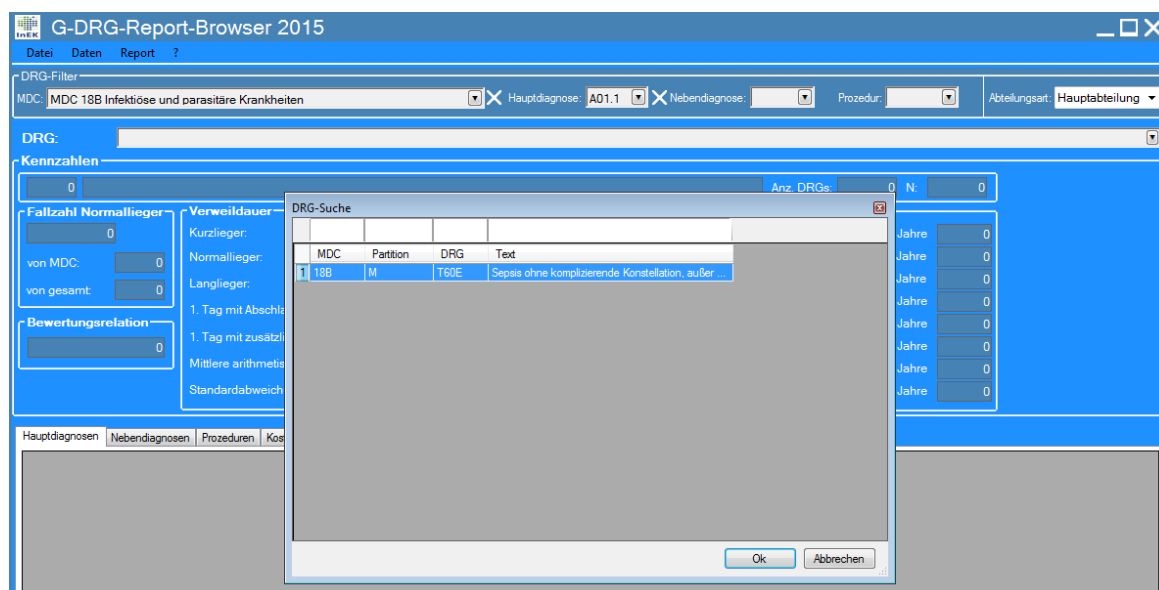 InEK G-DRG-Report-Browser 2015
Datei Daten Report ?
DRG-Filter
MDC: MDC 18B Infektiöse und parasitäre Krankheiten Hauptdiagnose: A01.1 Nebendiagnose: Prozedur: Abteilungsart: Hauptabteilung
DRG:
Kennzahlen
0 Anz. DRGs: 0 N: 0
Fallzahl Normallieger
0
von MDC: 0
von gesamt: 0
Bewertungsrelation
0
Verweildauer
Kurzlieger:
Normallieger:
Langlieger:
1. Tag mit Abschla
1. Tag mit zusätzli
Mittlere arithmetis
Standardabweich
DRG-Suche
MDC Partition DRG Text
1 18B M T60E Sepsis ohne komplizierende Konstellation, außer ...
Ok Abbrechen
Jahre 0
Jahre 0
Jahre 0
Jahre 0
Jahre 0
Jahre 0
Jahre 0
Jahre 0
Hauptdiagnosen Nebendiagnosen Prozeduren Kos